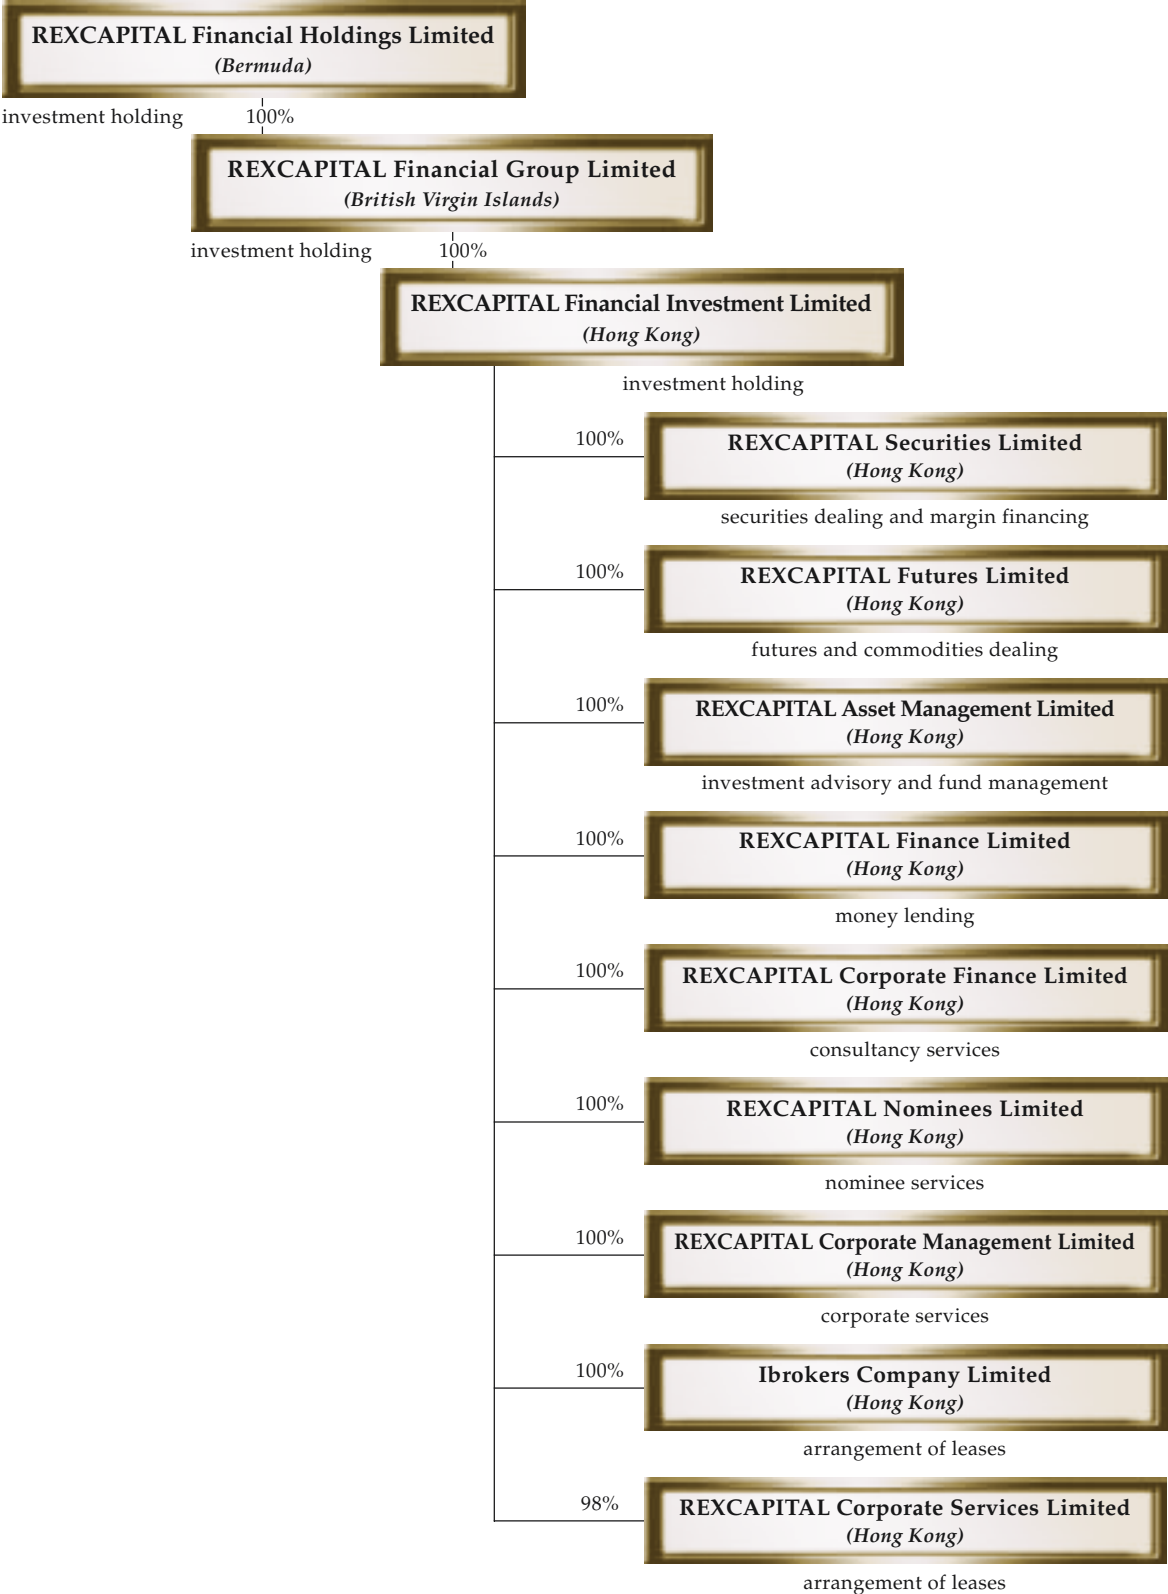 REXCAPITAL Financial Holdings Limited
(Bermuda)
investment holding 100%
REXCAPITAL Financial Group Limited
(British Virgin Islands)
investment holding 100%
REXCAPITAL Financial Investment Limited
(Hong Kong)
investment holding
100%
REXCAPITAL Securities Limited
(Hong Kong)
securities dealing and margin financing
100%
REXCAPITAL Futures Limited
(Hong Kong)
futures and commodities dealing
100%
REXCAPITAL Asset Management Limited
(Hong Kong)
investment advisory and fund management
100%
REXCAPITAL Finance Limited
(Hong Kong)
money lending
100%
REXCAPITAL Corporate Finance Limited
(Hong Kong)
consultancy services
100%
REXCAPITAL Nominees Limited
(Hong Kong)
nominee services
100%
REXCAPITAL Corporate Management Limited
(Hong Kong)
corporate services
100%
Ibrokers Company Limited
(Hong Kong)
arrangement of leases
98%
REXCAPITAL Corporate Services Limited
(Hong Kong)
arrangement of leases